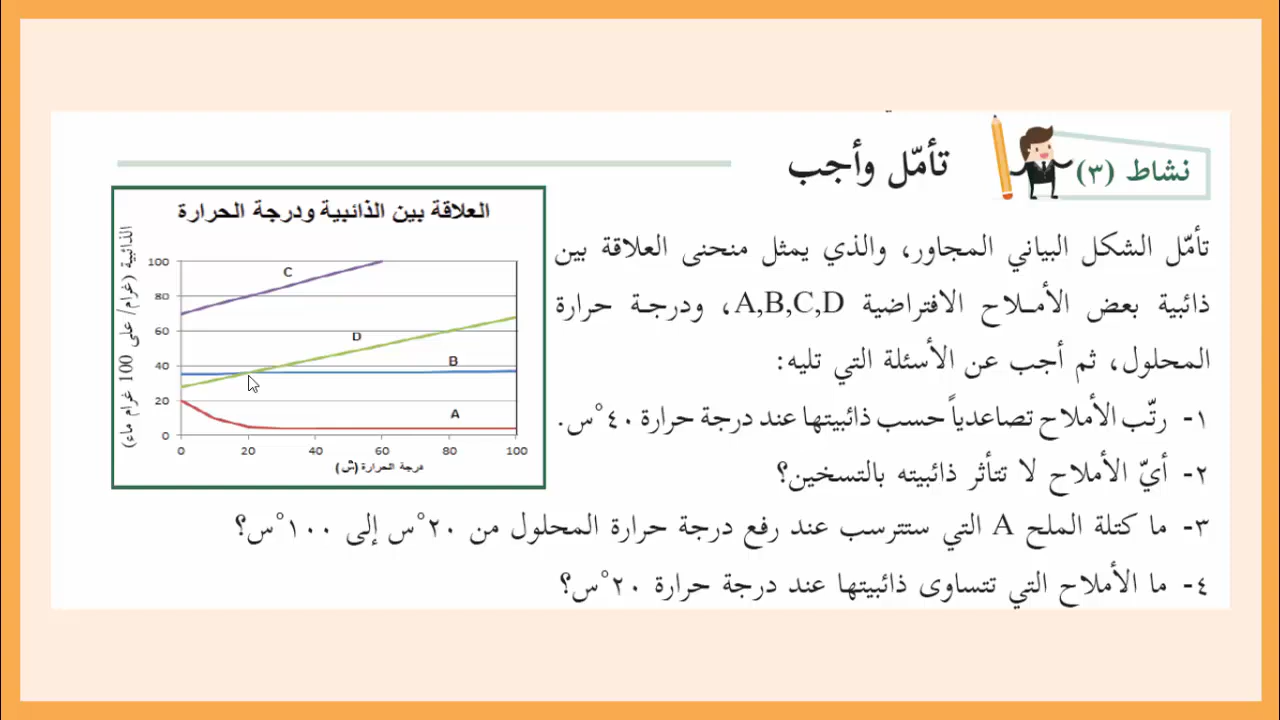 نشاط (٣)
تأمّل وأجب
تأمّل الشكل البياني المجاور، والذي يمثل منحنى العلاقة بين
ذائبية بعض الأمـلاح الافتراضية A,B,C,D، ودرجـة حرارة
المحلول، ثم أجب عن الأسئلة التي تليه:
١- رتّب الأملاح تصاعدياً حسب ذائبيتها عند درجة حرارة ٤٠°س.
٢- أيّ الأملاح لا تتأثر ذائبيته بالتسخين؟
٣- ما كتلة الملح A التي ستترسب عند رفع درجة حرارة المحلول من ٢٠°س إلى ١٠٠°س؟
٤- ما الأملاح التي تتساوى ذائبيتها عند درجة حرارة ٢٠°س؟
العلاقة بين الذائبية ودرجة الحرارة
الذائبية (غرام/ على 100 غرام ماء)
100
80
60
40
20
0
C
D
B
A
0 20 40 60 80 100
درجة الحرارة (سْ)